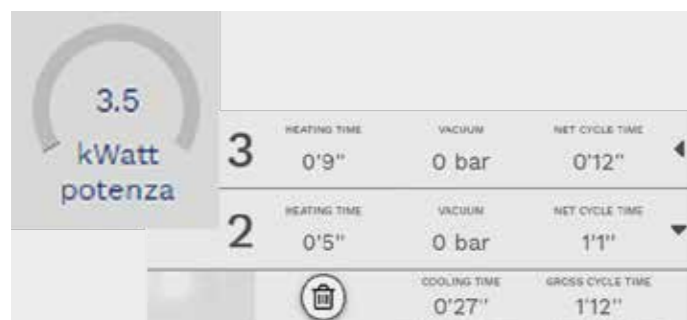 3.5
kWatt
potenza
3 HEATING TIME VACUUM NET CYCLE TIME
0'9" 0 bar 0'12"
2 HEATING TIME VACUUM NET CYCLE TIME
0'5" 0 bar 1'1"
COOLING TIME GROSS CYCLE TIME
0'27" 1'12"